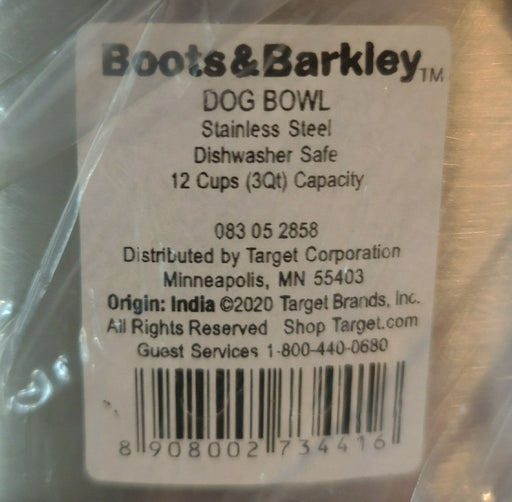 Boots&Barkley™
DOG BOWL
Stainless Steel
Dishwasher Safe
12 Cups (3Qt) Capacity
083 05 2858
Distributed by Target Corporation
Minneapolis, MN 55403
Origin: India ©2020 Target Brands, Inc.
All Rights Reserved Shop Target.com
Guest Services 1-800-440-0680
8 908002 734416